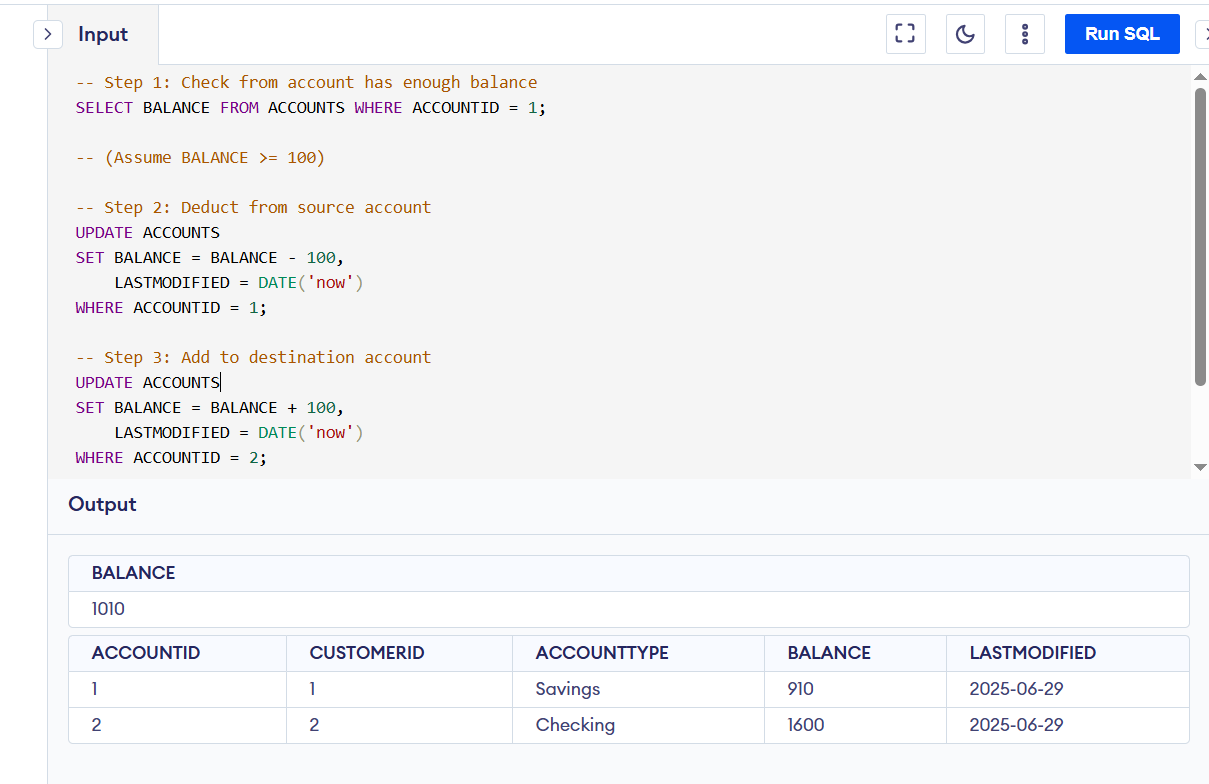 Input
Run SQL
-- Step 1: Check from account has enough balance
SELECT BALANCE FROM ACCOUNTS WHERE ACCOUNTID = 1;
-- (Assume BALANCE >= 100)
-- Step 2: Deduct from source account
UPDATE ACCOUNTS
SET BALANCE = BALANCE - 100,
    LASTMODIFIED = DATE('now')
WHERE ACCOUNTID = 1;
-- Step 3: Add to destination account
UPDATE ACCOUNTS
SET BALANCE = BALANCE + 100,
    LASTMODIFIED = DATE('now')
WHERE ACCOUNTID = 2;
Output
BALANCE
1010
ACCOUNTID CUSTOMERID ACCOUNTTYPE BALANCE LASTMODIFIED
1 1 Savings 910 2025-06-29
2 2 Checking 1600 2025-06-29